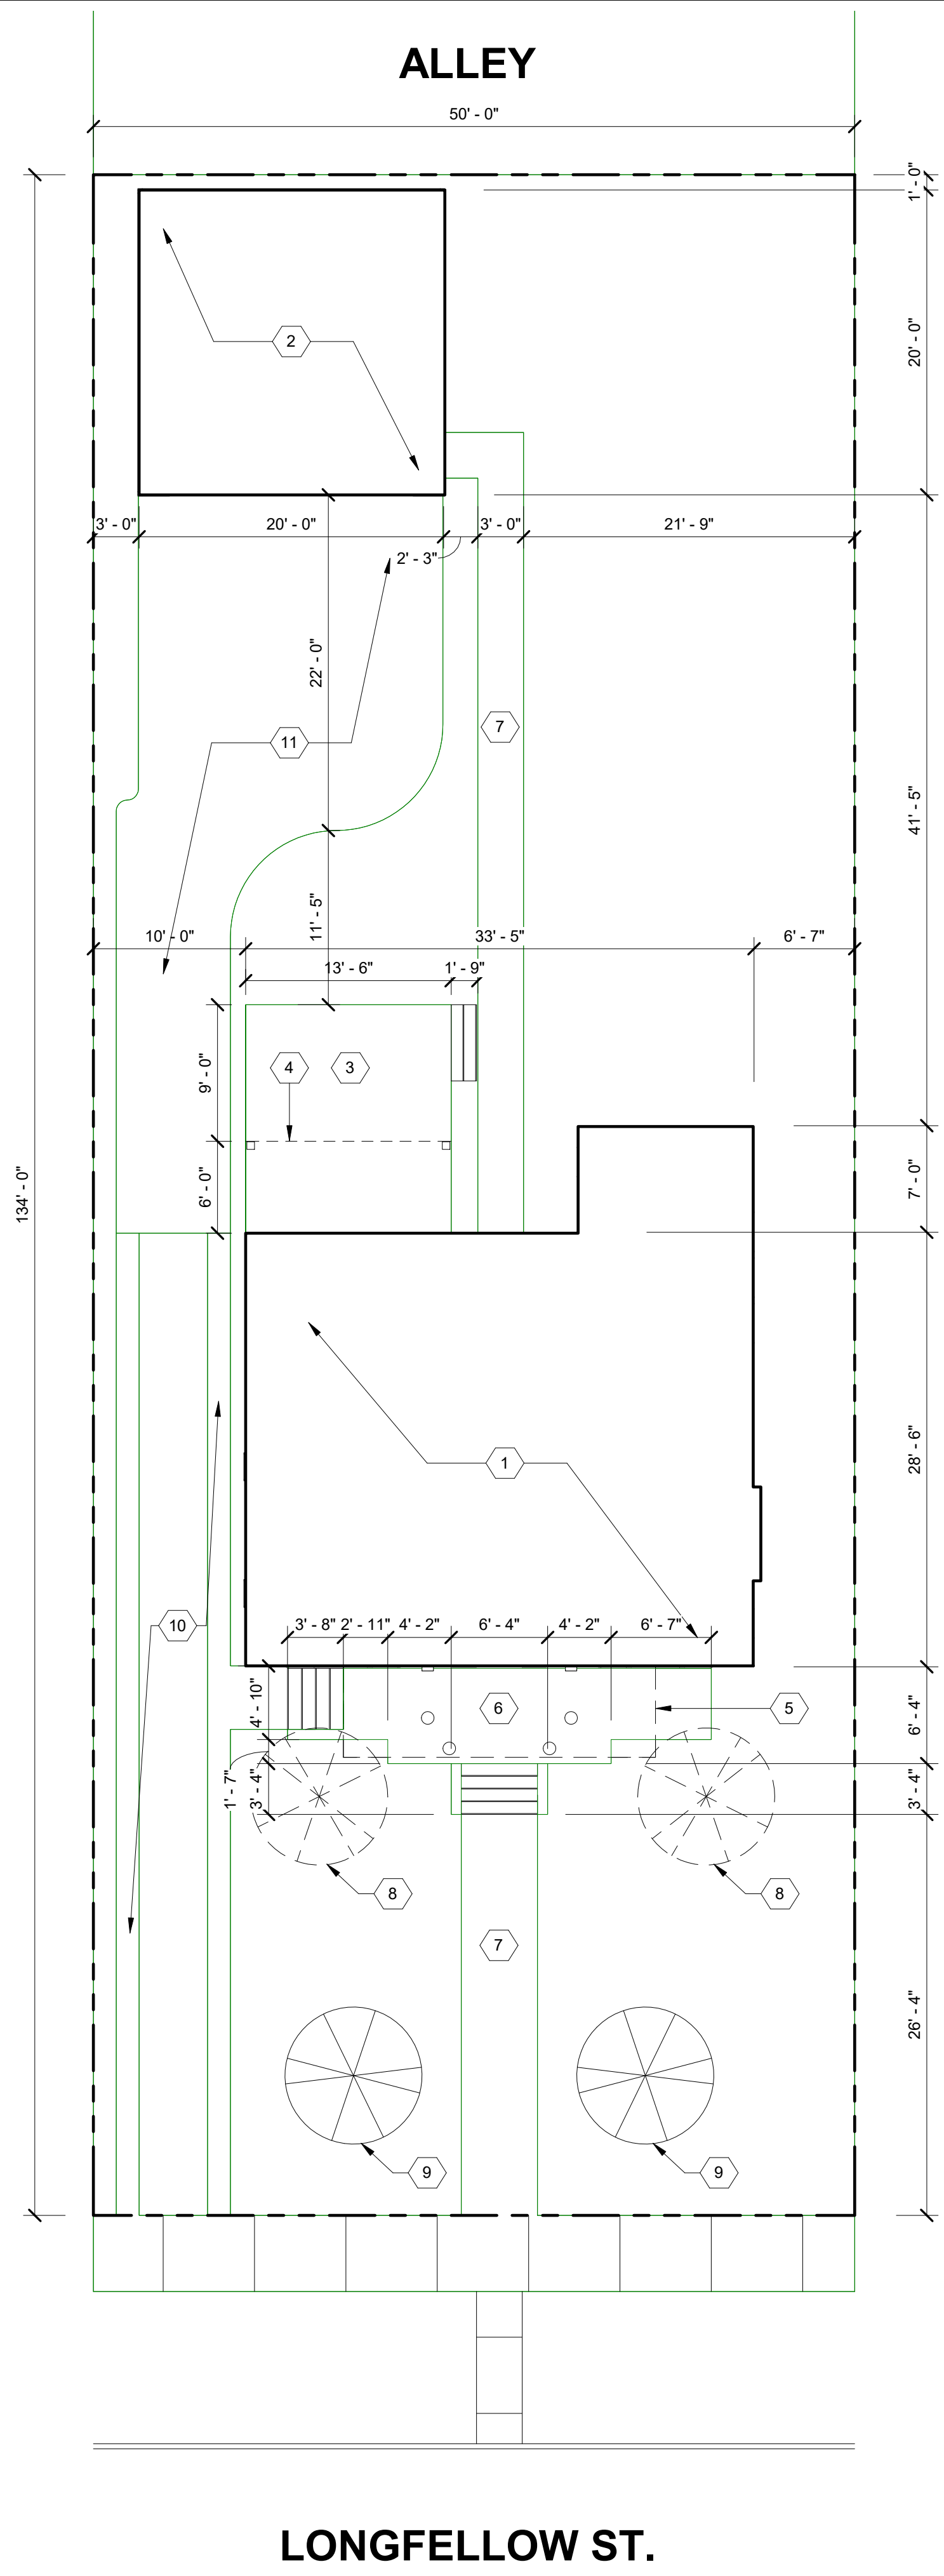 ALLEY
50' - 0"
1' - 0"
2
20' - 0"
3' - 0"
20' - 0"
3' - 0"
21' - 9"
2' - 3"
22' - 0"
7
11
41' - 5"
11' - 5"
10' - 0"
33' - 5"
6' - 7"
13' - 6"
1' - 9"
9' - 0"
4
3
134' - 0"
6' - 0"
7' - 0"
28' - 6"
1
10
3' - 8"
2' - 11"
4' - 2"
6' - 4"
4' - 2"
6' - 7"
4' - 10"
6
5
6' - 4"
1' - 7"
3' - 4"
3' - 4"
8
8
7
26' - 4"
9
9
LONGFELLOW ST.